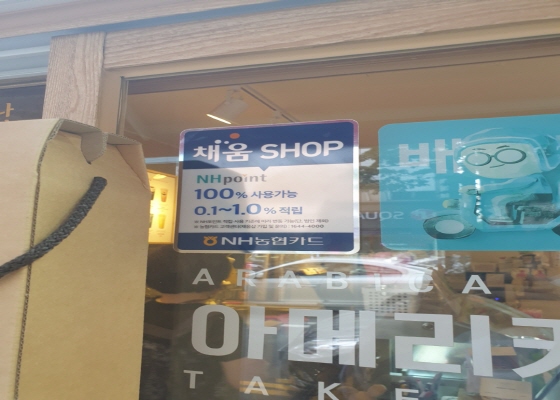 채움 SHOP
NHpoint
100% 사용가능
0.1~1.0% 적립
NH농협카드
배
ARABICA
아메리카
TAKE